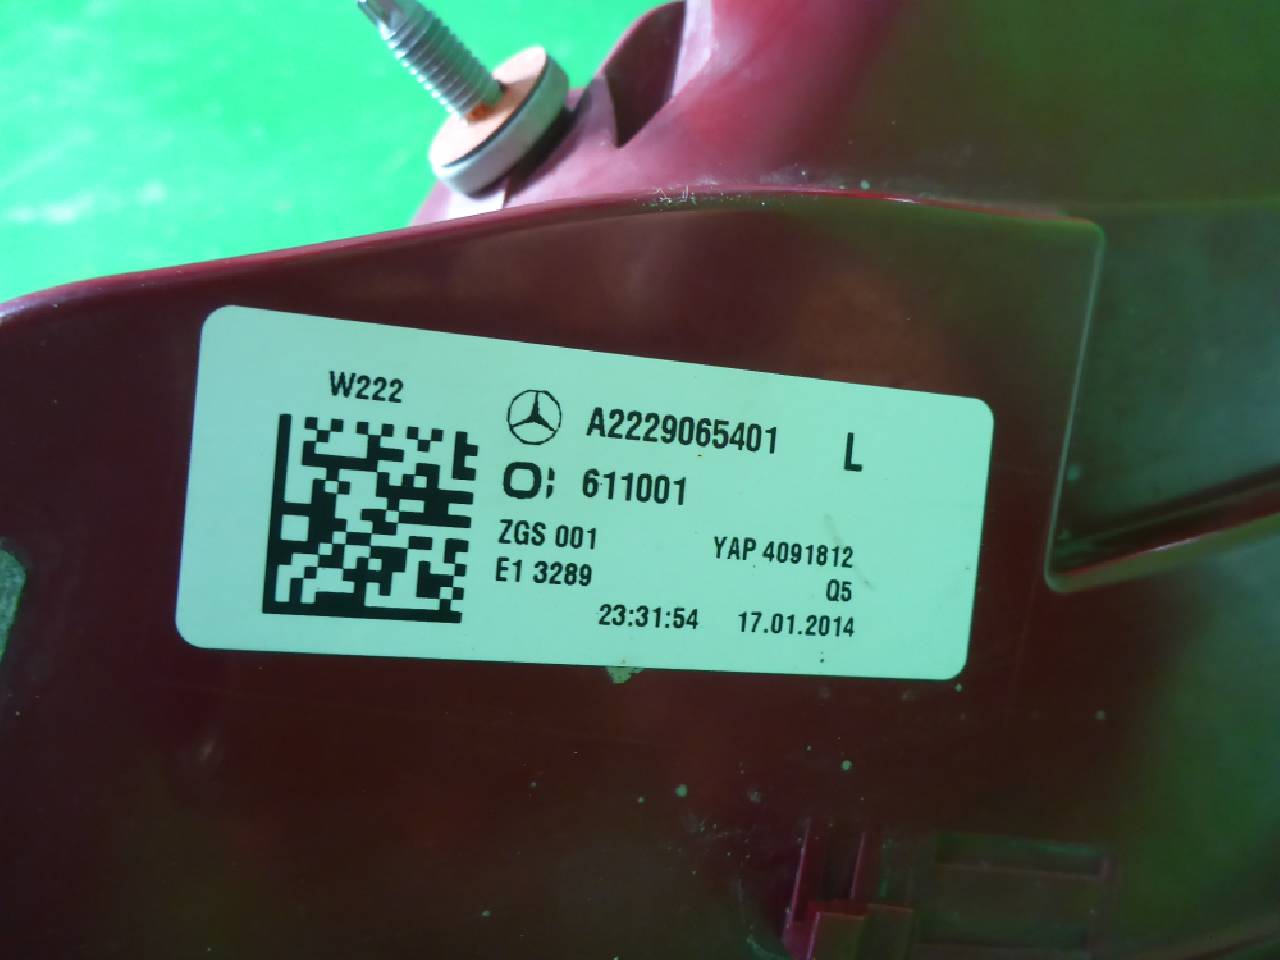 W222
A2229065401 L
611001
ZGS 001 YAP 4091812
E1 3289 Q5
23:31:54 17.01.2014